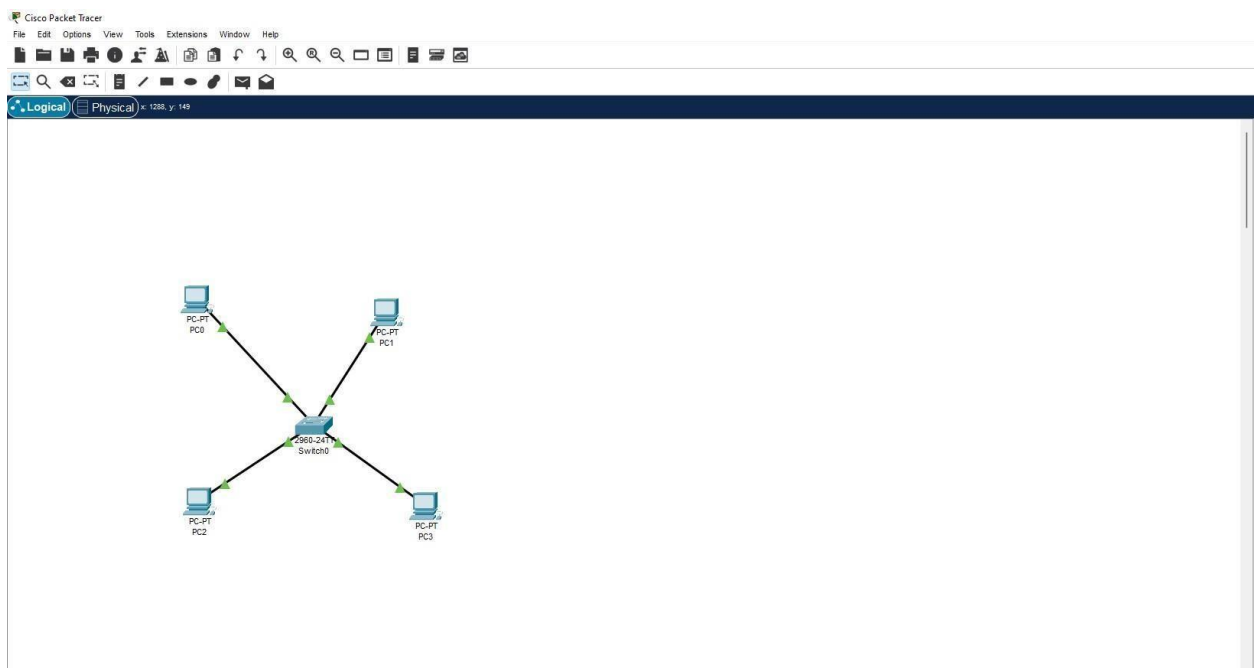 Cisco Packet Tracer
File Edit Options View Tools Extensions Window Help
Logical Physical x: 1288, y: 149
PC-PT
PC0
PC-PT
PC1
2960-24TT
Switch0
PC-PT
PC2
PC-PT
PC3